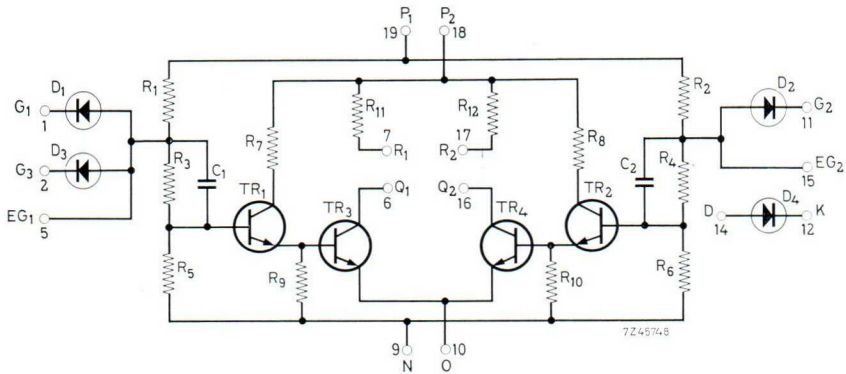 P1 P2
19 18
D1 R1 R2 D2
G1 G2
1 R11 R12 11
D3 7 17 R8
G3 R3 C1 R7 R1 R2 C2 R4 EG2
2 15
TR1 Q1 Q2 TR2 D4
EG1 TR3 6 16 TR4 D K
5 14 12
R5 R9 R10 R6
7Z45748
9 10
N O